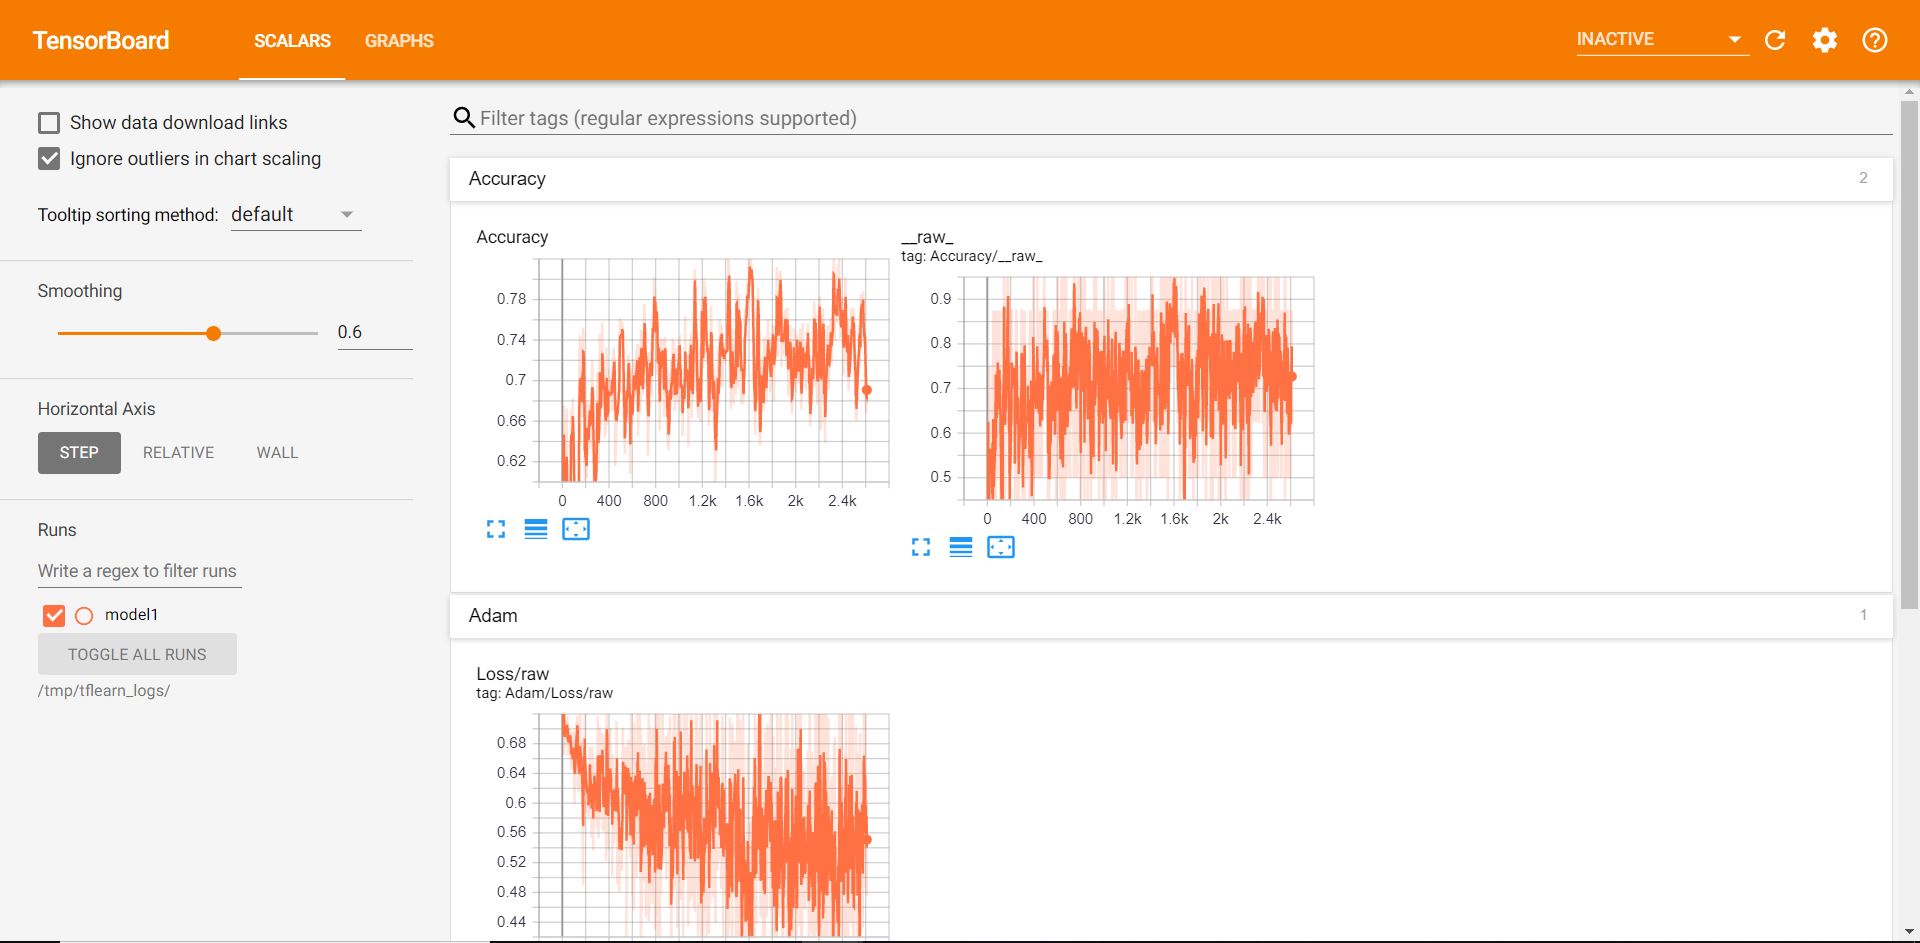 TensorBoard SCALARS GRAPHS INACTIVE
Show data download links
Ignore outliers in chart scaling
Tooltip sorting method: default
Smoothing
0.6
Horizontal Axis
STEP RELATIVE WALL
Runs
Write a regex to filter runs
model1
TOGGLE ALL RUNS
/tmp/tflearn_logs/
Filter tags (regular expressions supported)
Accuracy 2
Accuracy
0.78
0.74
0.7
0.66
0.62
0 400 800 1.2k 1.6k 2k 2.4k
__raw_
tag: Accuracy/__raw_
0.9
0.8
0.7
0.6
0.5
0 400 800 1.2k 1.6k 2k 2.4k
Adam 1
Loss/raw
tag: Adam/Loss/raw
0.68
0.64
0.6
0.56
0.52
0.48
0.44